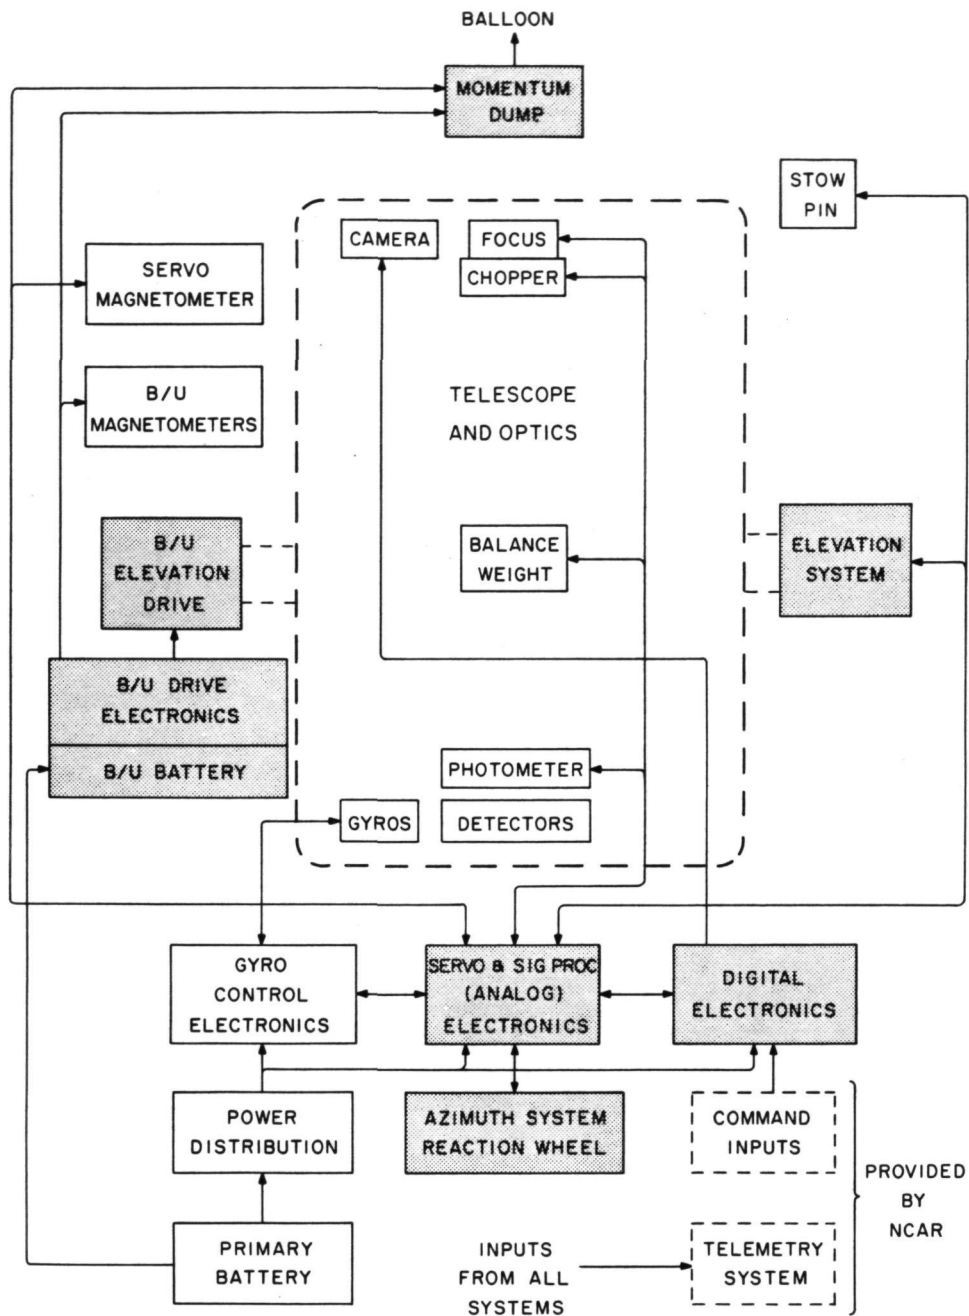 BALLOON
MOMENTUM
DUMP
STOW
PIN
CAMERA
FOCUS
CHOPPER
SERVO
MAGNETOMETER
B/U
MAGNETOMETERS
TELESCOPE
AND OPTICS
B/U
ELEVATION
DRIVE
BALANCE
WEIGHT
ELEVATION
SYSTEM
B/U DRIVE
ELECTRONICS
B/U BATTERY
PHOTOMETER
GYROS
DETECTORS
GYRO
CONTROL
ELECTRONICS
SERVO & SIG PROC
(ANALOG)
ELECTRONICS
DIGITAL
ELECTRONICS
POWER
DISTRIBUTION
AZIMUTH SYSTEM
REACTION WHEEL
COMMAND
INPUTS
PROVIDED
BY
NCAR
PRIMARY
BATTERY
INPUTS
FROM ALL
SYSTEMS
TELEMETRY
SYSTEM